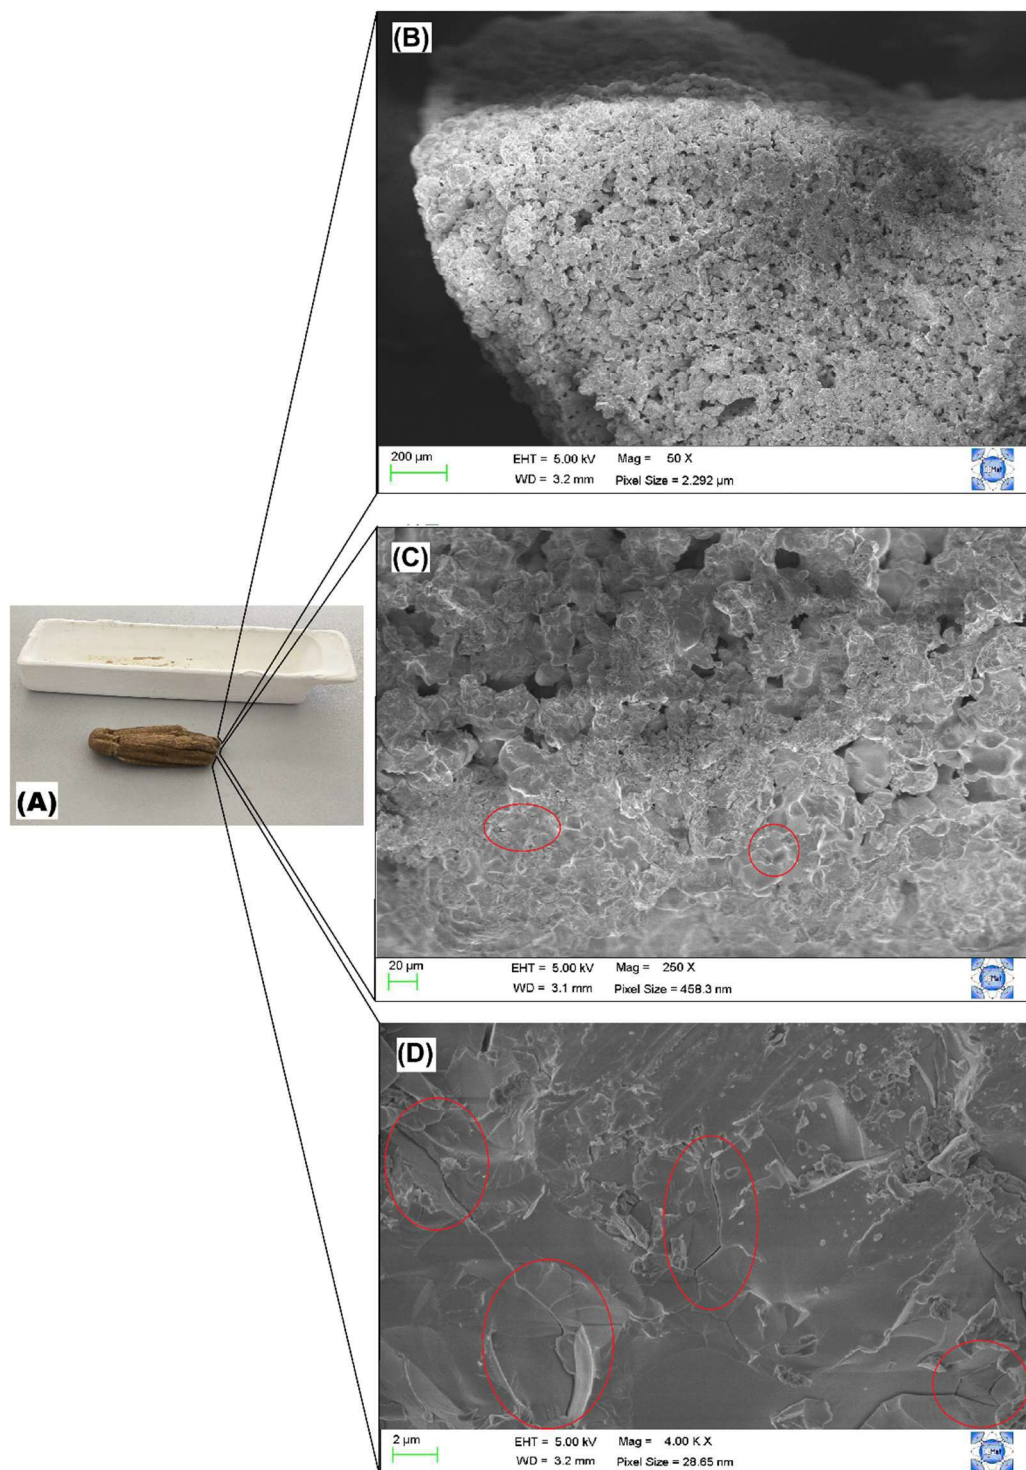 (B)
200 µm
EHT = 5.00 kV Mag = 50 X
WD = 3.2 mm Pixel Size = 2.292 µm
(C)
(A)
20 µm
EHT = 5.00 kV Mag = 250 X
WD = 3.1 mm Pixel Size = 458.3 nm
(D)
2 µm
EHT = 5.00 kV Mag = 4.00 K X
WD = 3.2 mm Pixel Size = 28.65 nm